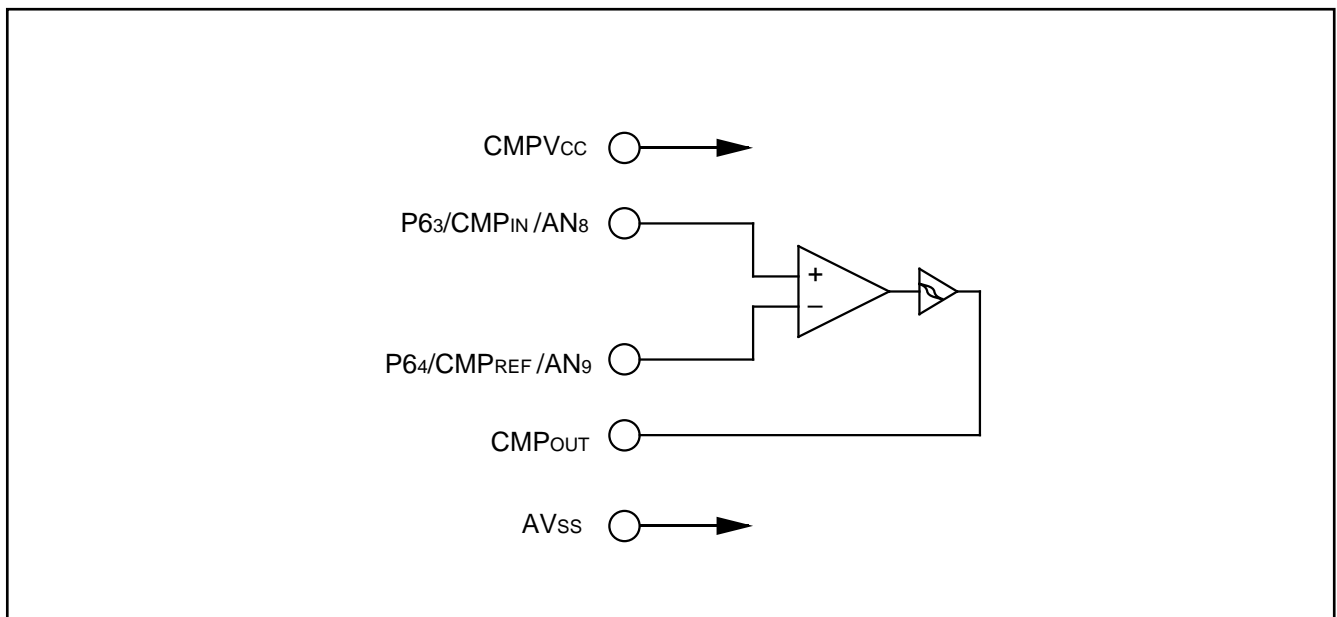 CMPVCC
P63/CMPIN/AN8
+
−
P64/CMPREF/AN9
CMPOUT
AVSS